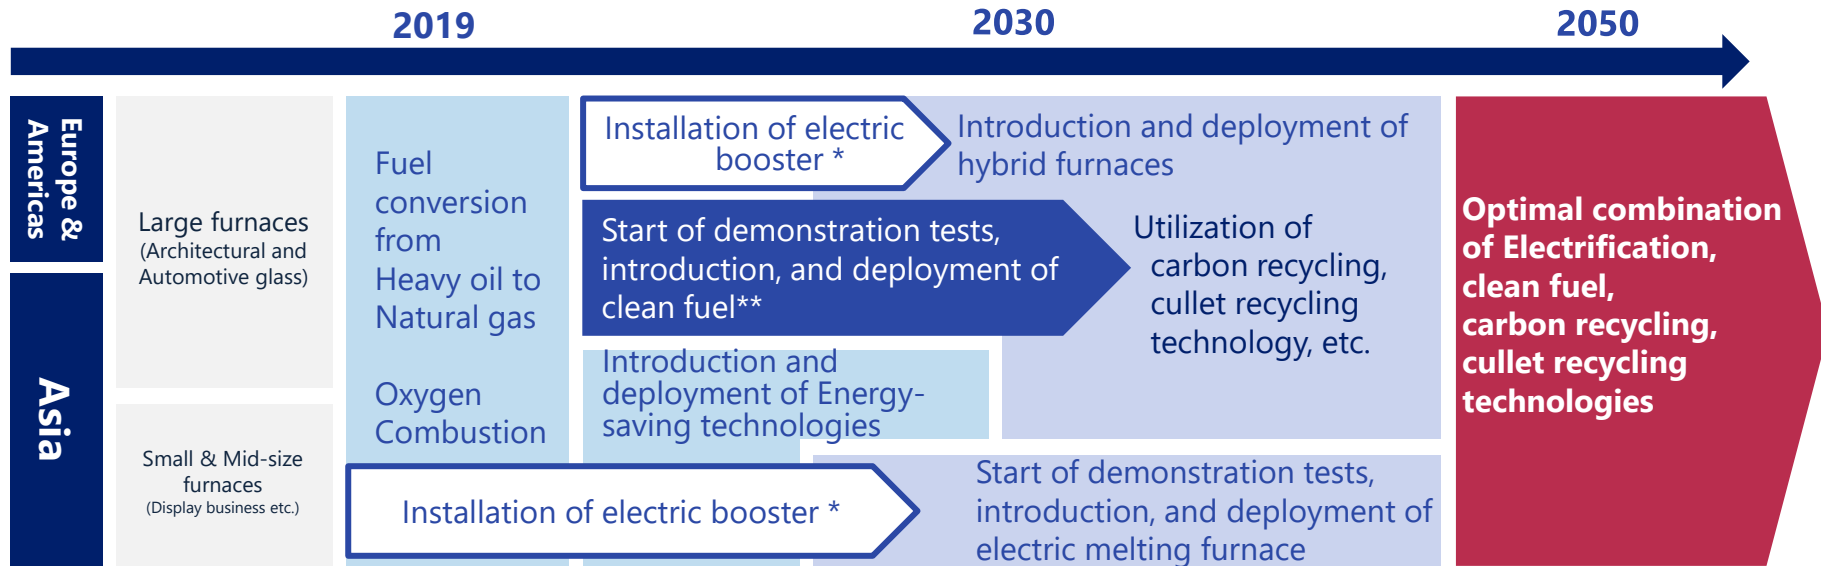 2019
2030
2050
Europe &
Americas
Asia
Large furnaces
(Architectural and
Automotive glass)
Small & Mid-size
furnaces
(Display business etc.)
Fuel
conversion
from
Heavy oil to
Natural gas
Oxygen
Combustion
Installation of electric
booster *
Introduction and deployment of
hybrid furnaces
Start of demonstration tests,
introduction, and deployment of
clean fuel**
Utilization of
carbon recycling,
cullet recycling
technology, etc.
Introduction and
deployment of Energy-
saving technologies
Installation of electric booster *
Start of demonstration tests,
introduction, and deployment of
electric melting furnace
Optimal combination
of Electrification,
clean fuel,
carbon recycling,
cullet recycling
technologies